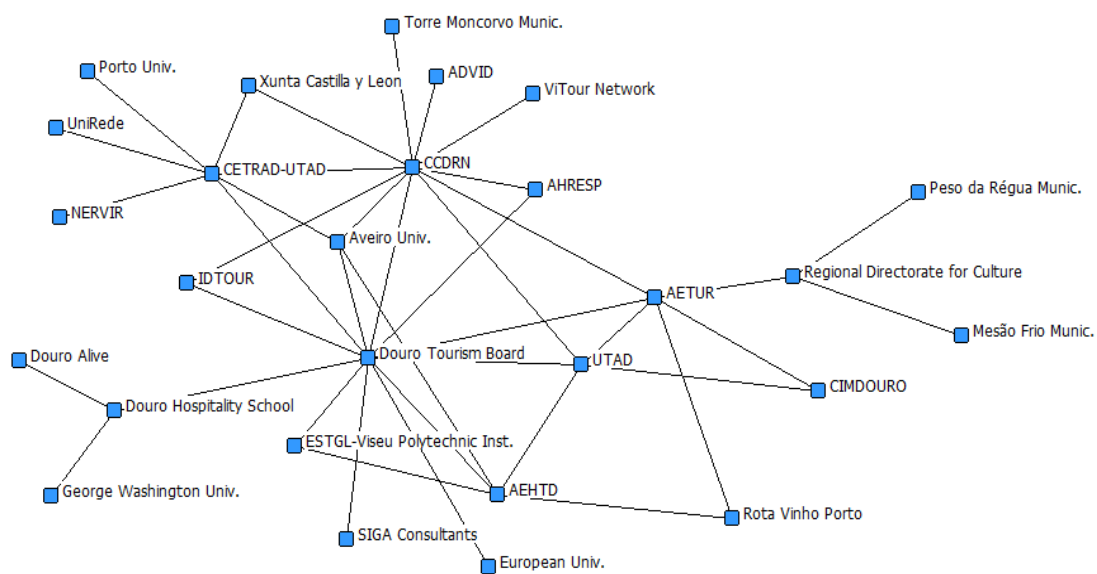 Torre Moncorvo Munic.
Porto Univ.
Xunta Castilla y Leon
ADVID
ViTour Network
UniRede
CETRAD-UTAD
CCDRN
AHRESP
Peso da Régua Munic.
NERVIR
Aveiro Univ.
IDTOUR
AETUR
Regional Directorate for Culture
Mesão Frio Munic.
Douro Alive
Douro Tourism Board
UTAD
CIMDOURO
Douro Hospitality School
ESTGL-Viseu Polytechnic Inst.
George Washington Univ.
AEHTD
Rota Vinho Porto
SIGA Consultants
European Univ.